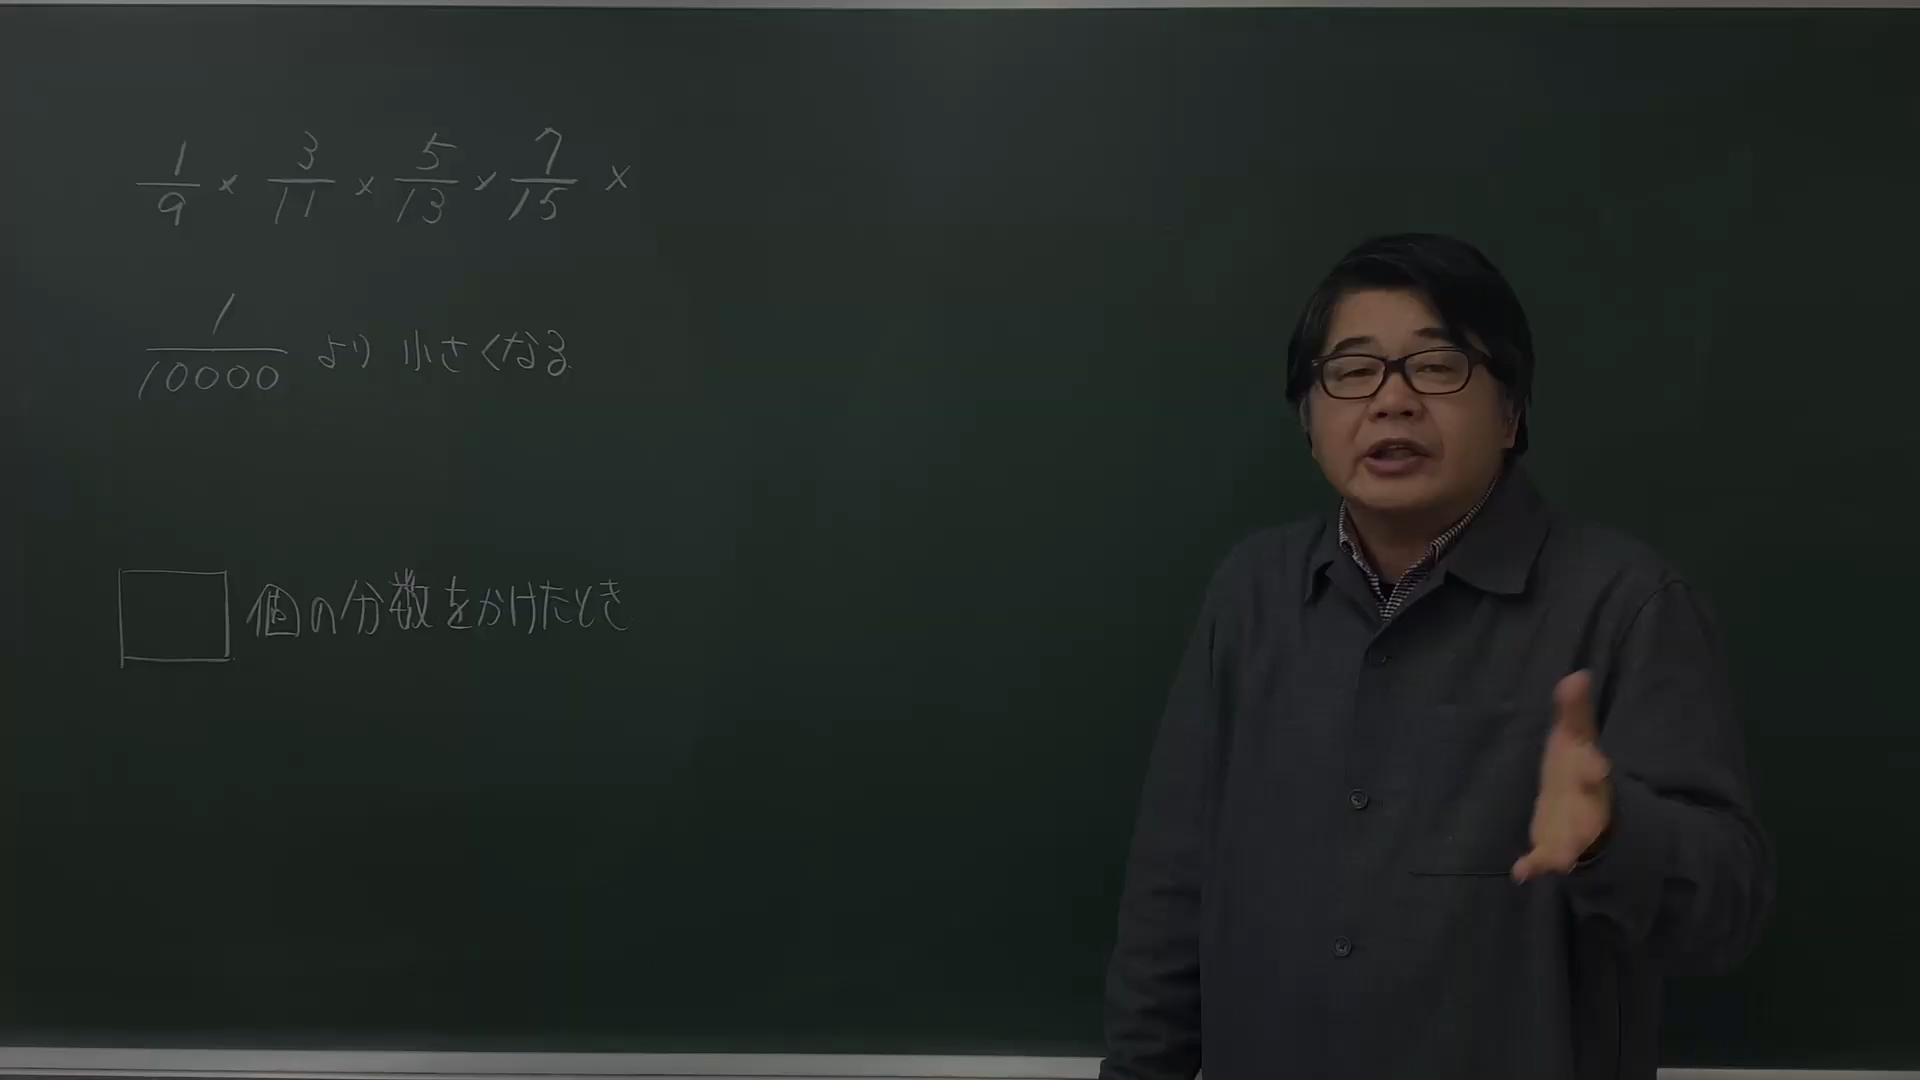 1/9 × 3/11 × 5/13 × 7/15 ×
1/10000 より 小さくなる
□ 個の分数をかけたとき